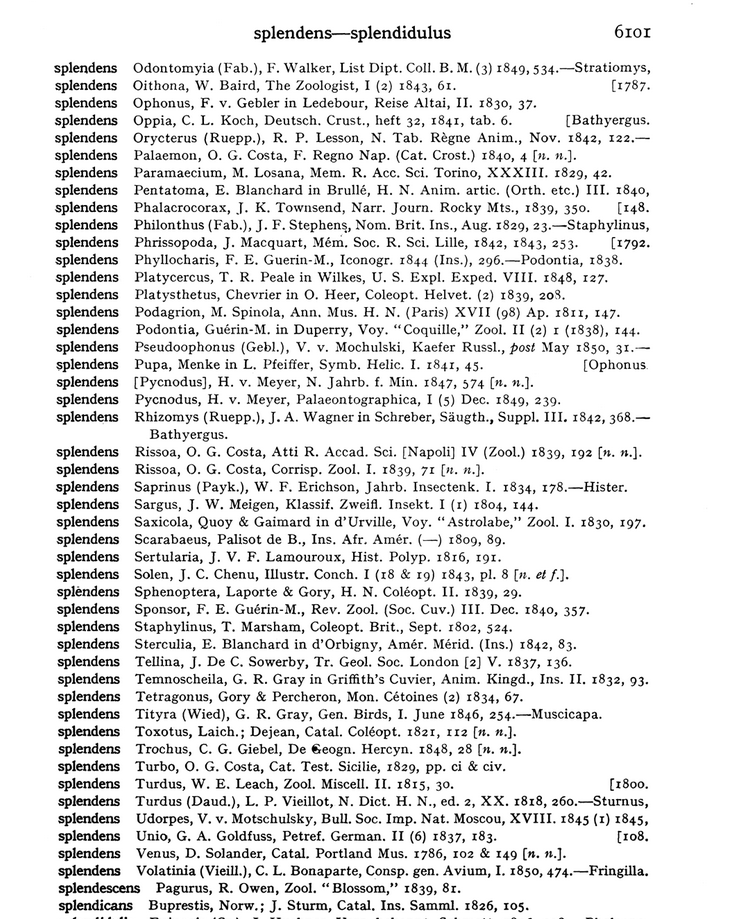 splendens—splendidulus 6101
splendens Odontomyia (Fab.), F. Walker, List Dipt. Coll. B. M. (3) 1849, 534.—Stratiomys,
splendens Oithona, W. Baird, The Zoologist, I (2) 1843, 61. [1787.
splendens Ophonus, F. v. Gebler in Ledebour, Reise Altai, II. 1830, 37.
splendens Oppia, C. L. Koch, Deutsch. Crust., heft 32, 1841, tab. 6. [Bathyergus.
splendens Orycterus (Ruepp.), R. P. Lesson, N. Tab. Règne Anim., Nov. 1842, 122.—
splendens Palaemon, O. G. Costa, F. Regno Nap. (Cat. Crost.) 1840, 4 [n. n.].
splendens Paramaecium, M. Losana, Mem. R. Acc. Sci. Torino, XXXIII. 1829, 42.
splendens Pentatoma, E. Blanchard in Brullé, H. N. Anim. artic. (Orth. etc.) III. 1840,
splendens Phalacrocorax, J. K. Townsend, Narr. Journ. Rocky Mts., 1839, 350. [148.
splendens Philonthus (Fab.), J. F. Stephens, Nom. Brit. Ins., Aug. 1829, 23.—Staphylinus,
splendens Phrissopoda, J. Macquart, Mém. Soc. R. Sci. Lille, 1842, 1843, 253. [1792.
splendens Phyllocharis, F. E. Guerin-M., Iconogr. 1844 (Ins.), 296.—Podontia, 1838.
splendens Platycercus, T. R. Peale in Wilkes, U. S. Expl. Exped. VIII. 1848, 127.
splendens Platysthetus, Chevrier in O. Heer, Coleopt. Helvet. (2) 1839, 208.
splendens Podagrion, M. Spinola, Ann. Mus. H. N. (Paris) XVII (98) Ap. 1811, 147.
splendens Podontia, Guérin-M. in Duperry, Voy. "Coquille," Zool. II (2) 1 (1838), 144.
splendens Pseudoophonus (Gebl.), V. v. Mochulski, Kaefer Russl., post May 1850, 31.—
splendens Pupa, Menke in L. Pfeiffer, Symb. Helic. I. 1841, 45. [Ophonus
splendens [Pycnodus], H. v. Meyer, N. Jahrb. f. Min. 1847, 574 [n. n.].
splendens Pycnodus, H. v. Meyer, Palaeontographica, I (5) Dec. 1849, 239.
splendens Rhizomys (Ruepp.), J. A. Wagner in Schreber, Säugth., Suppl. III. 1842, 368.—
Bathyergus.
splendens Rissoa, O. G. Costa, Atti R. Accad. Sci. [Napoli] IV (Zool.) 1839, 192 [n. n.].
splendens Rissoa, O. G. Costa, Corrisp. Zool. I. 1839, 71 [n. n.].
splendens Saprinus (Payk.), W. F. Erichson, Jahrb. Insectenk. I. 1834, 178.—Hister.
splendens Sargus, J. W. Meigen, Klassif. Zweifl. Insekt. I (1) 1804, 144.
splendens Saxicola, Quoy & Gaimard in d'Urville, Voy. "Astrolabe," Zool. I. 1830, 197.
splendens Scarabaeus, Palisot de B., Ins. Afr. Amér. (—) 1809, 89.
splendens Sertularia, J. V. F. Lamouroux, Hist. Polyp. 1816, 191.
splendens Solen, J. C. Chenu, Illustr. Conch. I (18 & 19) 1843, pl. 8 [n. et f.].
splendens Sphenoptera, Laporte & Gory, H. N. Coléopt. II. 1839, 29.
splendens Sponsor, F. E. Guérin-M., Rev. Zool. (Soc. Cuv.) III. Dec. 1840, 357.
splendens Staphylinus, T. Marsham, Coleopt. Brit., Sept. 1802, 524.
splendens Sterculia, E. Blanchard in d'Orbigny, Amér. Mérid. (Ins.) 1842, 83.
splendens Tellina, J. De C. Sowerby, Tr. Geol. Soc. London [2] V. 1837, 136.
splendens Temnoscheila, G. R. Gray in Griffith's Cuvier, Anim. Kingd., Ins. II. 1832, 93.
splendens Tetragonus, Gory & Percheron, Mon. Cétoines (2) 1834, 67.
splendens Tityra (Wied), G. R. Gray, Gen. Birds, I. June 1846, 254.—Muscicapa.
splendens Toxotus, Laich.; Dejean, Catal. Coléopt. 1821, 112 [n. n.].
splendens Trochus, C. G. Giebel, De Geogn. Hercyn. 1848, 28 [n. n.].
splendens Turbo, O. G. Costa, Cat. Test. Sicilie, 1829, pp. ci & civ.
splendens Turdus, W. E. Leach, Zool. Miscell. II. 1815, 30. [1800.
splendens Turdus (Daud.), L. P. Vieillot, N. Dict. H. N., ed. 2, XX. 1818, 260.—Sturnus,
splendens Udorpes, V. v. Motschulsky, Bull. Soc. Imp. Nat. Moscou, XVIII. 1845 (1) 1845,
splendens Unio, G. A. Goldfuss, Petref. German. II (6) 1837, 183. [108.
splendens Venus, D. Solander, Catal. Portland Mus. 1786, 102 & 149 [n. n.].
splendens Volatinia (Vieill.), C. L. Bonaparte, Consp. gen. Avium, I. 1850, 474.—Fringilla.
splendescens Pagurus, R. Owen, Zool. "Blossom," 1839, 81.
splendicans Buprestis, Norw.; J. Sturm, Catal. Ins. Samml. 1826, 105.